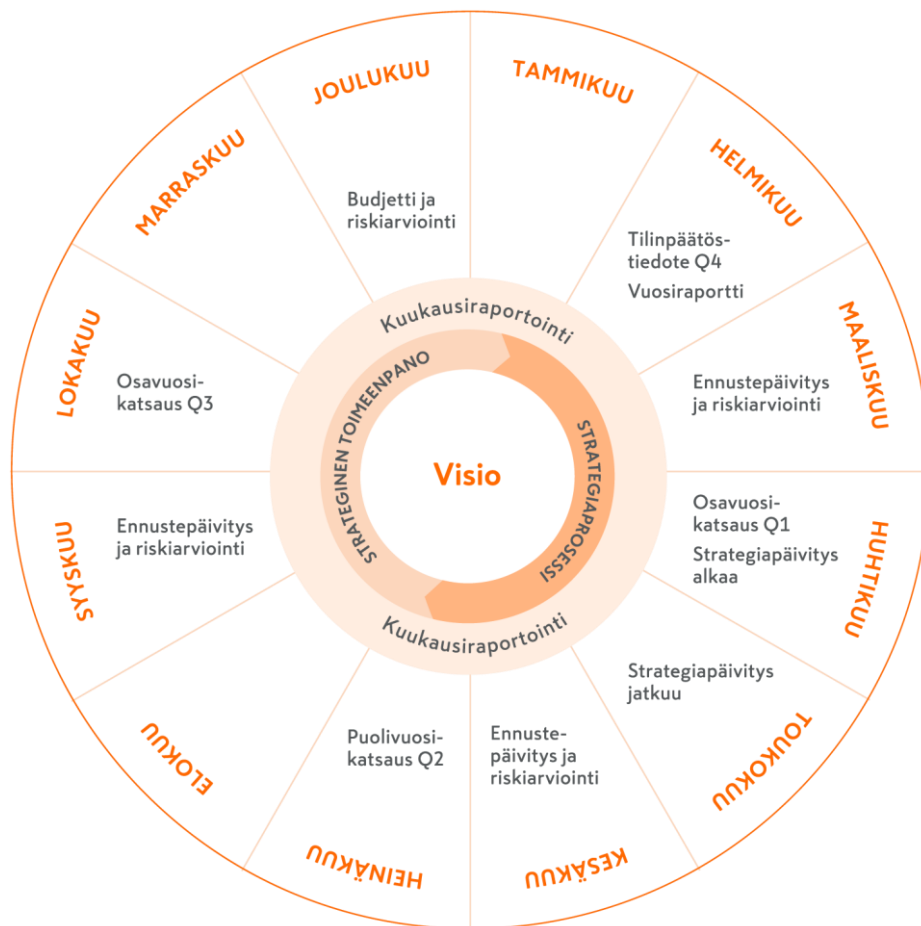 TAMMIKUU
HELMIKUU
Tilinpäätös-
tiedote Q4
Vuosiraportti
MAALISKUU
Ennustepäivitys
ja riskiarviointi
HUHTIKUU
Osavuosi-
katsaus Q1
Strategiapäivitys
alkaa
TOUKOKUU
Strategiapäivitys
jatkuu
KESÄKUU
Ennuste-
päivitys ja
riskiarviointi
HEINÄKUU
Puolivuosi-
katsaus Q2
ELOKUU
SYYSKUU
Ennustepäivitys
ja riskiarviointi
LOKAKUU
Osavuosi-
katsaus Q3
MARRASKUU
JOULUKUU
Budjetti ja
riskiarviointi
Kuukausiraportointi
STRATEGINEN TOIMEENPANO
STRATEGIAPROSESSI
Visio
Kuukausiraportointi